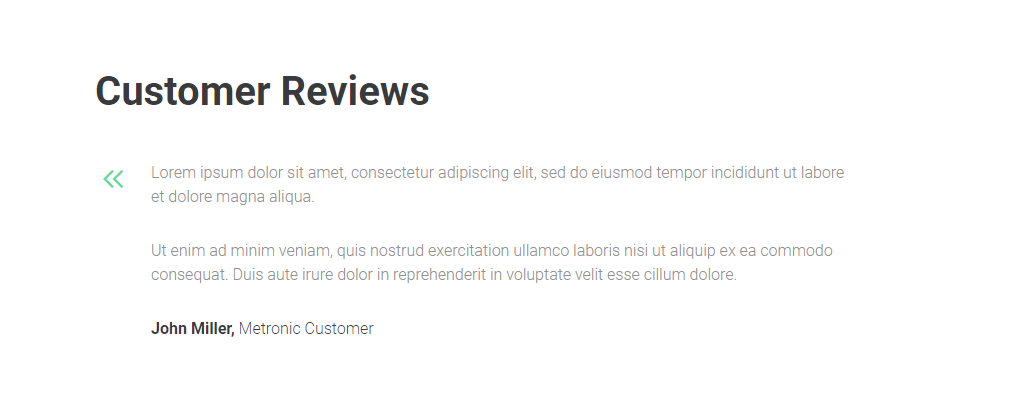 Customer Reviews
Lorem ipsum dolor sit amet, consectetur adipiscing elit, sed do eiusmod tempor incididunt ut labore
et dolore magna aliqua.
Ut enim ad minim veniam, quis nostrud exercitation ullamco laboris nisi ut aliquip ex ea commodo
consequat. Duis aute irure dolor in reprehenderit in voluptate velit esse cillum dolore.
John Miller, Metronic Customer